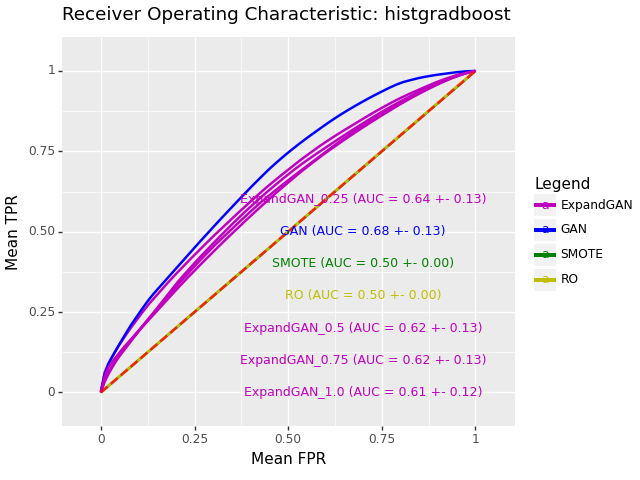 Receiver Operating Characteristic: histgradboost
1
0.75
0.50
0.25
0
Mean TPR
ExpandGAN_0.25 (AUC = 0.64 +- 0.13)
GAN (AUC = 0.68 +- 0.13)
SMOTE (AUC = 0.50 +- 0.00)
RO (AUC = 0.50 +- 0.00)
ExpandGAN_0.5 (AUC = 0.62 +- 0.13)
ExpandGAN_0.75 (AUC = 0.62 +- 0.13)
ExpandGAN_1.0 (AUC = 0.61 +- 0.12)
0 0.25 0.50 0.75 1
Mean FPR
Legend
a ExpandGAN
a GAN
a SMOTE
a RO